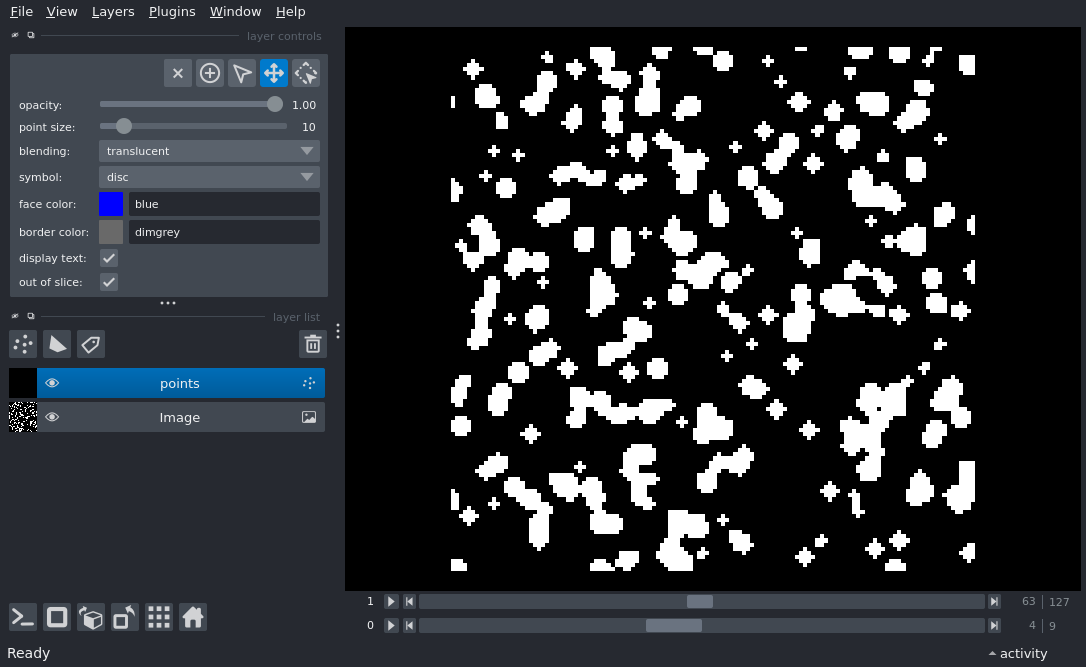 File View Layers Plugins Window Help
layer controls
opacity: 1.00
point size: 10
blending: translucent
symbol: disc
face color: blue
border color: dimgrey
display text:
out of slice:
layer list
points
Image
1 63 127
0 4 9
Ready activity